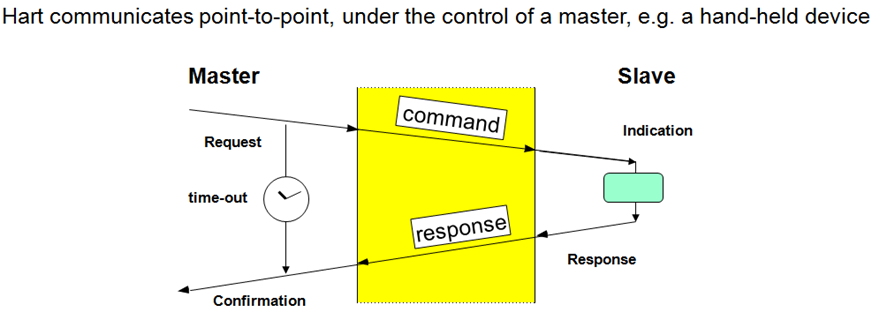 Hart communicates point-to-point, under the control of a master, e.g. a hand-held device
Master
Slave
command
Request
Indication
time-out
response
Response
Confirmation